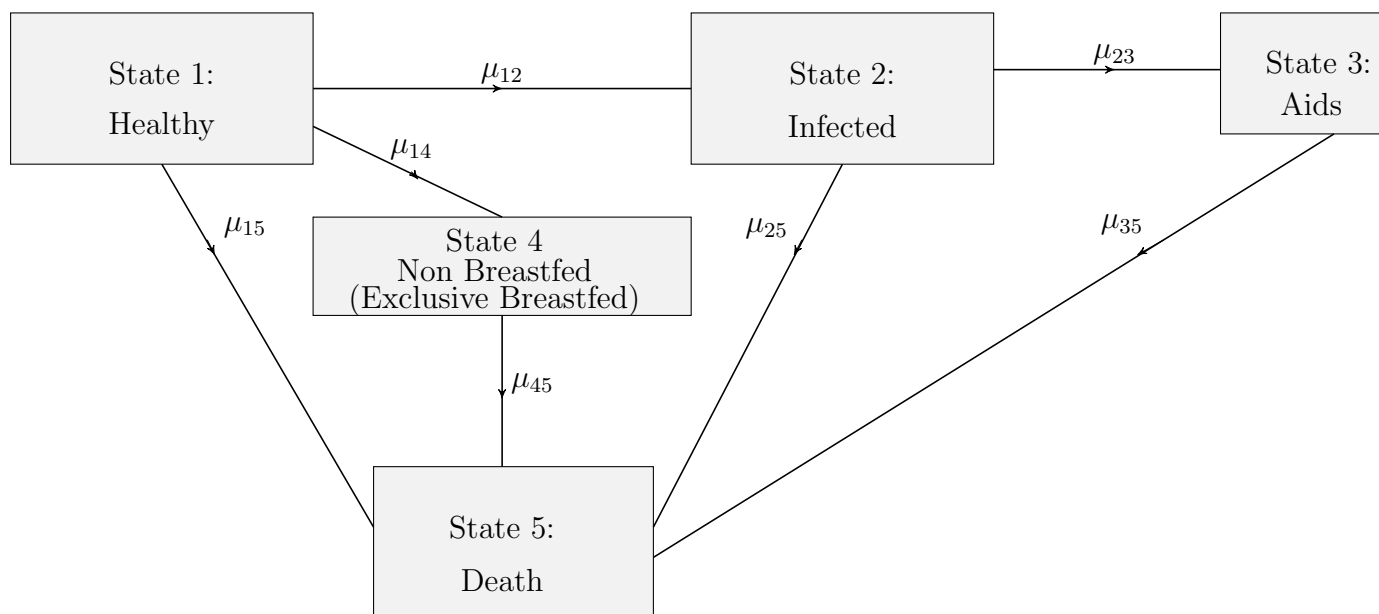 State 1:
Healthy
μ₁₂
State 2:
Infected
μ₂₃
State 3:
Aids
μ₁₄
μ₁₅
State 4
Non Breastfed
(Exclusive Breastfed)
μ₂₅
μ₃₅
μ₄₅
State 5:
Death